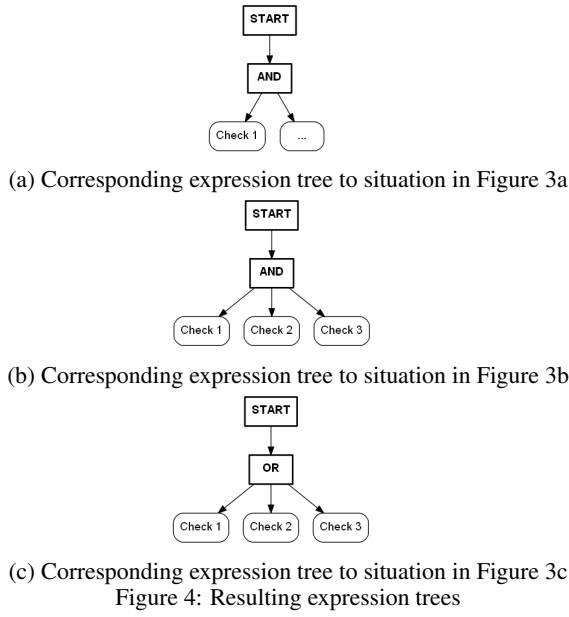 START
AND
Check 1 ...
(a) Corresponding expression tree to situation in Figure 3a
START
AND
Check 1 Check 2 Check 3
(b) Corresponding expression tree to situation in Figure 3b
START
OR
Check 1 Check 2 Check 3
(c) Corresponding expression tree to situation in Figure 3c
Figure 4: Resulting expression trees